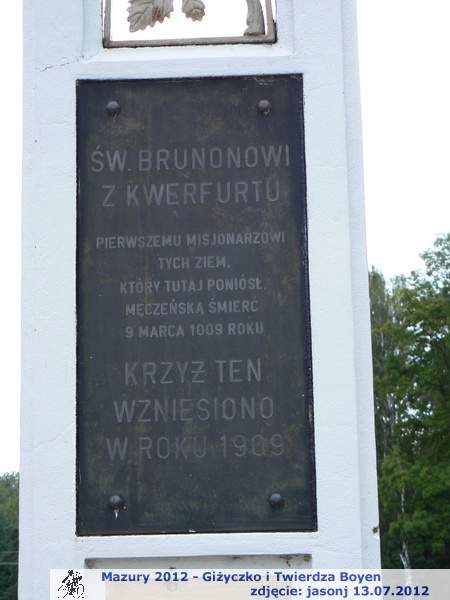 ŚW. BRUNONOWI
Z KWERFURTU
PIERWSZEMU MISJONARZOWI
TYCH ZIEM,
KTÓRY TUTAJ PONIÓSŁ
MĘCZEŃSKĄ ŚMIERĆ
9 MARCA 1009 ROKU
KRZYŻ TEN
WZNIESIONO
W ROKU 1909
Mazury 2012 - Giżyczko i Twierdza Boyen
zdjęcie: jasonj 13.07.2012